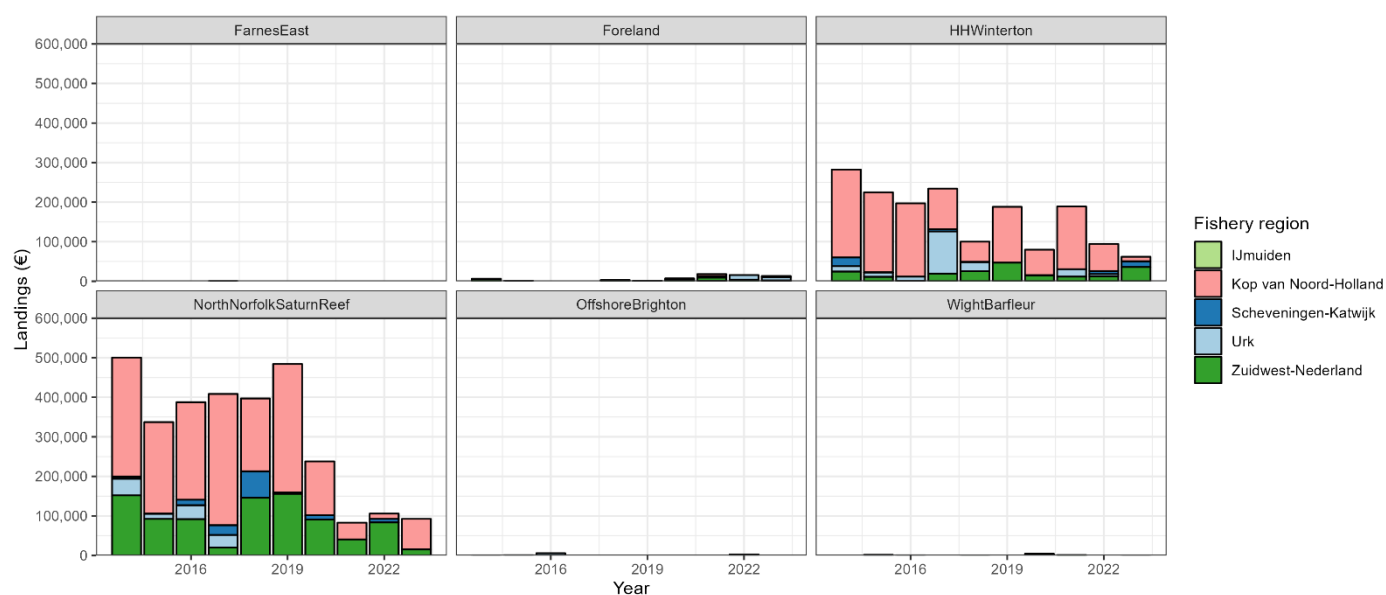 FarnesEast
Foreland
HHWinterton
600,000
500,000
400,000
300,000
200,000
100,000
0
NorthNorfolkSaturnReef
OffshoreBrighton
WightBarfleur
600,000
500,000
400,000
300,000
200,000
100,000
0
2016
2019
2022
2016
2019
2022
2016
2019
2022
Landings (€)
Year
Fishery region
IJmuiden
Kop van Noord-Holland
Scheveningen-Katwijk
Urk
Zuidwest-Nederland